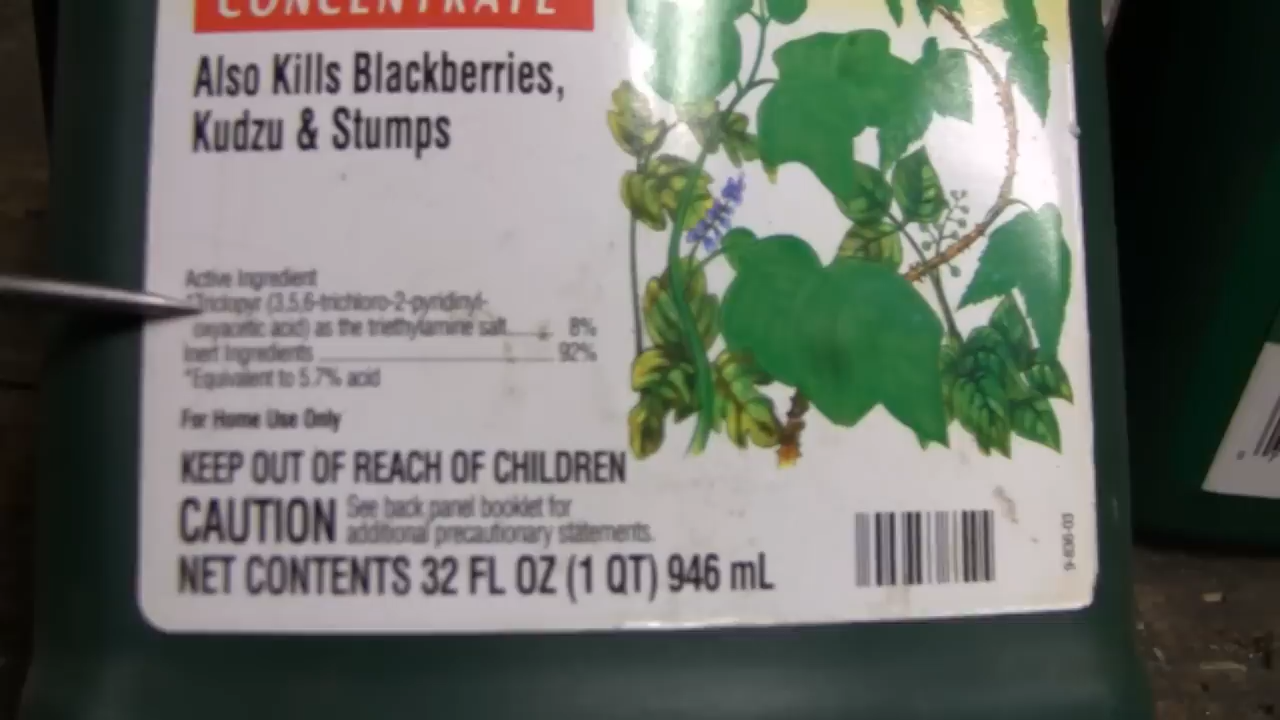 CONCENTRATE
Also Kills Blackberries,
Kudzu & Stumps
Active Ingredient
*Triclopyr (3,5,6-trichloro-2-pyridinyl-
oxyacetic acid) as the triethylamine salt 8%
Inert Ingredients 92%
*Equivalent to 5.7% acid
For Home Use Only
KEEP OUT OF REACH OF CHILDREN
CAUTION See back panel booklet for
additional precautionary statements.
NET CONTENTS 32 FL OZ (1 QT) 946 mL